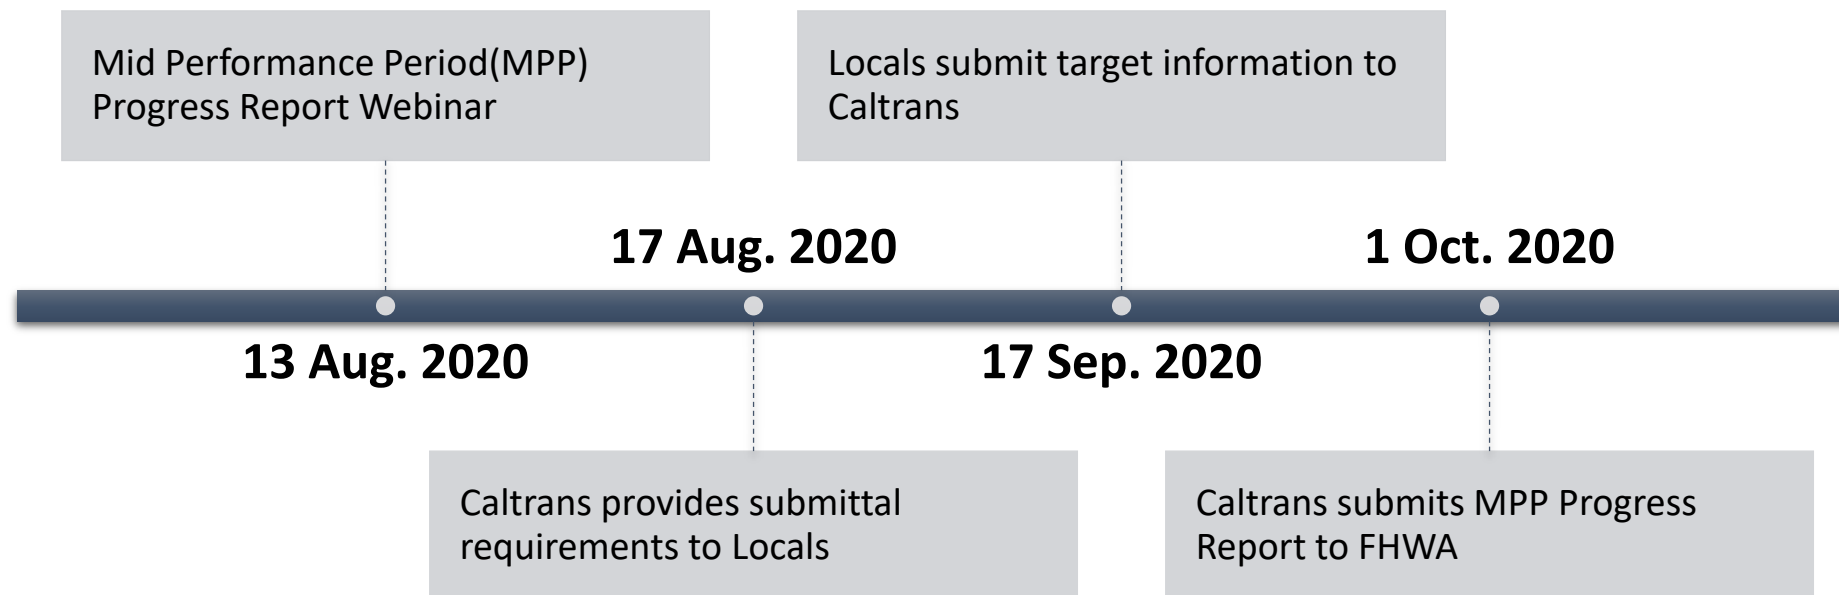 Mid Performance Period(MPP)
Progress Report Webinar
Locals submit target information to
Caltrans
17 Aug. 2020
1 Oct. 2020
13 Aug. 2020
17 Sep. 2020
Caltrans provides submittal
requirements to Locals
Caltrans submits MPP Progress
Report to FHWA